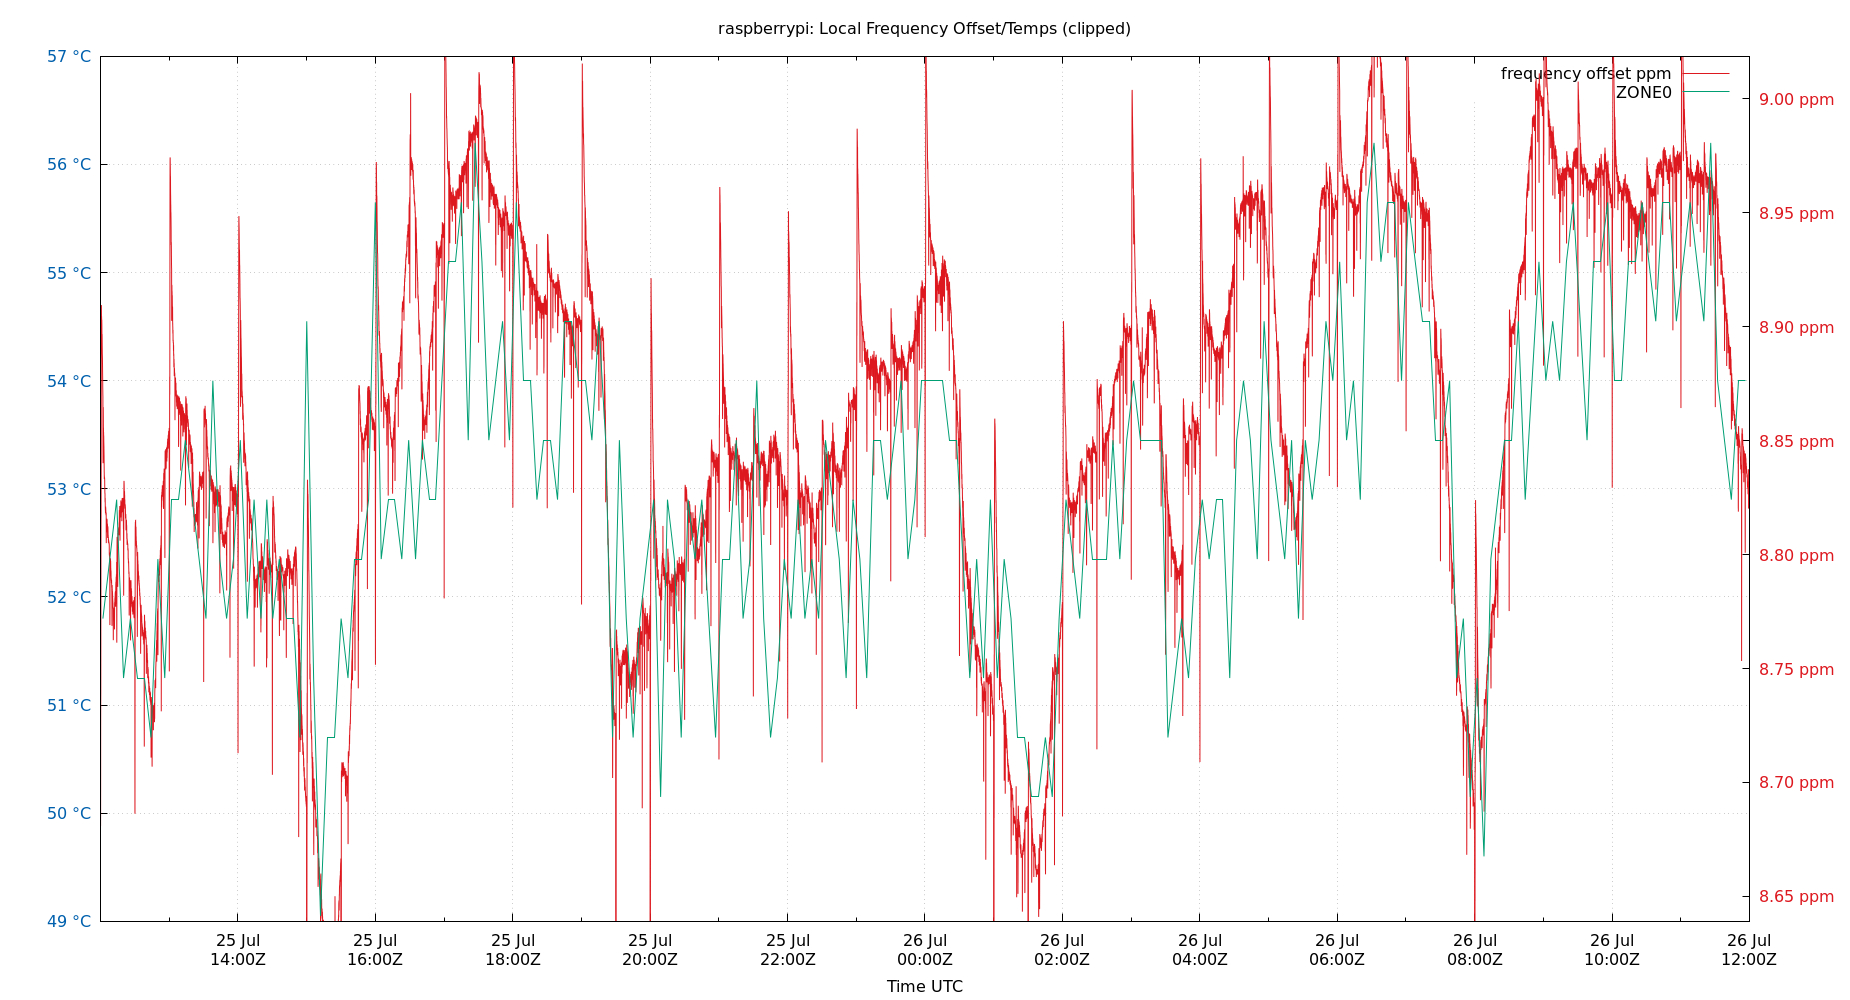 raspberrypi: Local Frequency Offset/Temps (clipped)
57 °C
56 °C
55 °C
54 °C
53 °C
52 °C
51 °C
50 °C
49 °C
frequency offset ppm
ZONE0
9.00 ppm
8.95 ppm
8.90 ppm
8.85 ppm
8.80 ppm
8.75 ppm
8.70 ppm
8.65 ppm
25 Jul
14:00Z
25 Jul
16:00Z
25 Jul
18:00Z
25 Jul
20:00Z
25 Jul
22:00Z
26 Jul
00:00Z
26 Jul
02:00Z
26 Jul
04:00Z
26 Jul
06:00Z
26 Jul
08:00Z
26 Jul
10:00Z
26 Jul
12:00Z
Time UTC